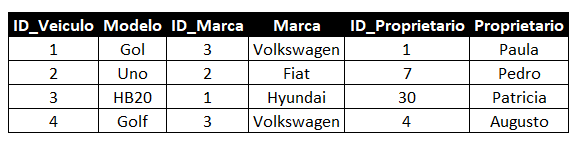 ID_Veiculo Modelo ID_Marca Marca ID_Proprietario Proprietario
1 Gol 3 Volkswagen 1 Paula
2 Uno 2 Fiat 7 Pedro
3 HB20 1 Hyundai 30 Patricia
4 Golf 3 Volkswagen 4 Augusto